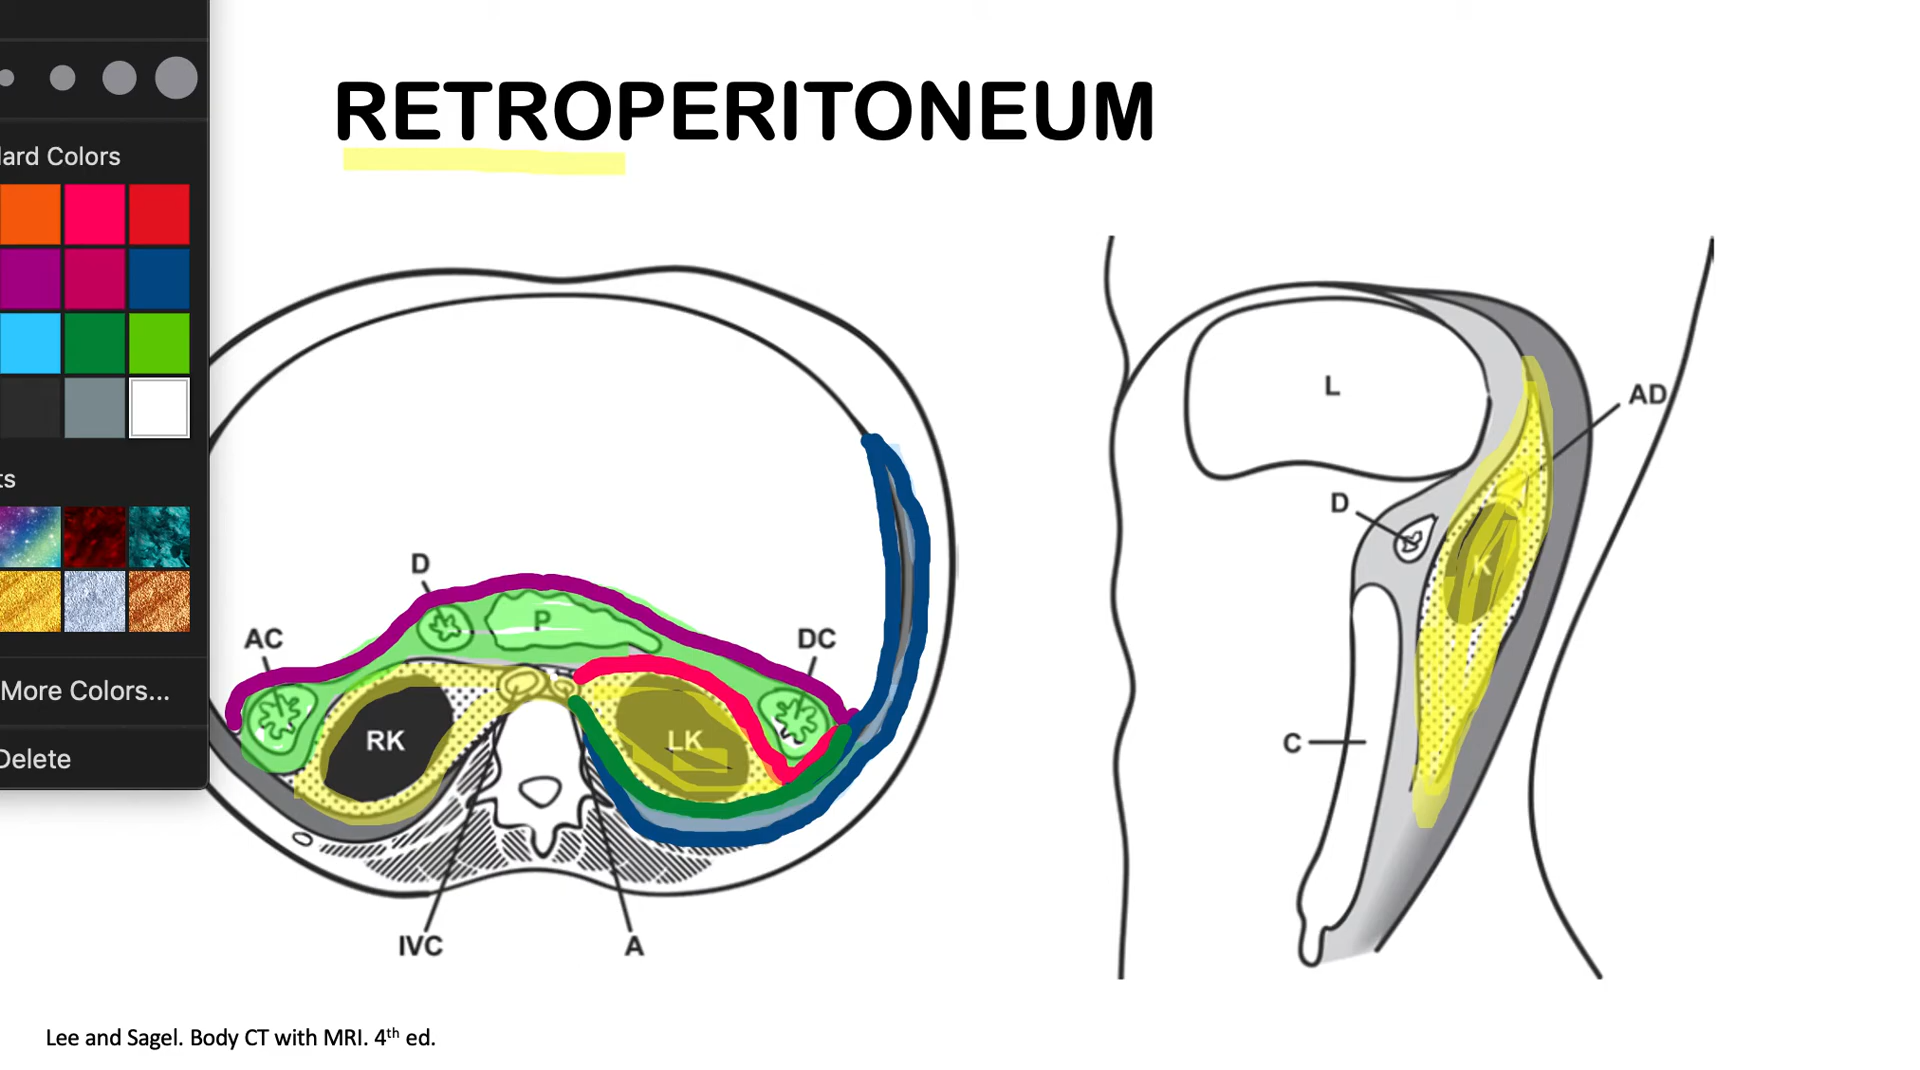 RETROPERITONEUM
lard Colors
ts
More Colors...
Delete
D
P
AC
DC
RK
LK
IVC
A
L
AD
D
K
C
Lee and Sagel. Body CT with MRI. 4th ed.